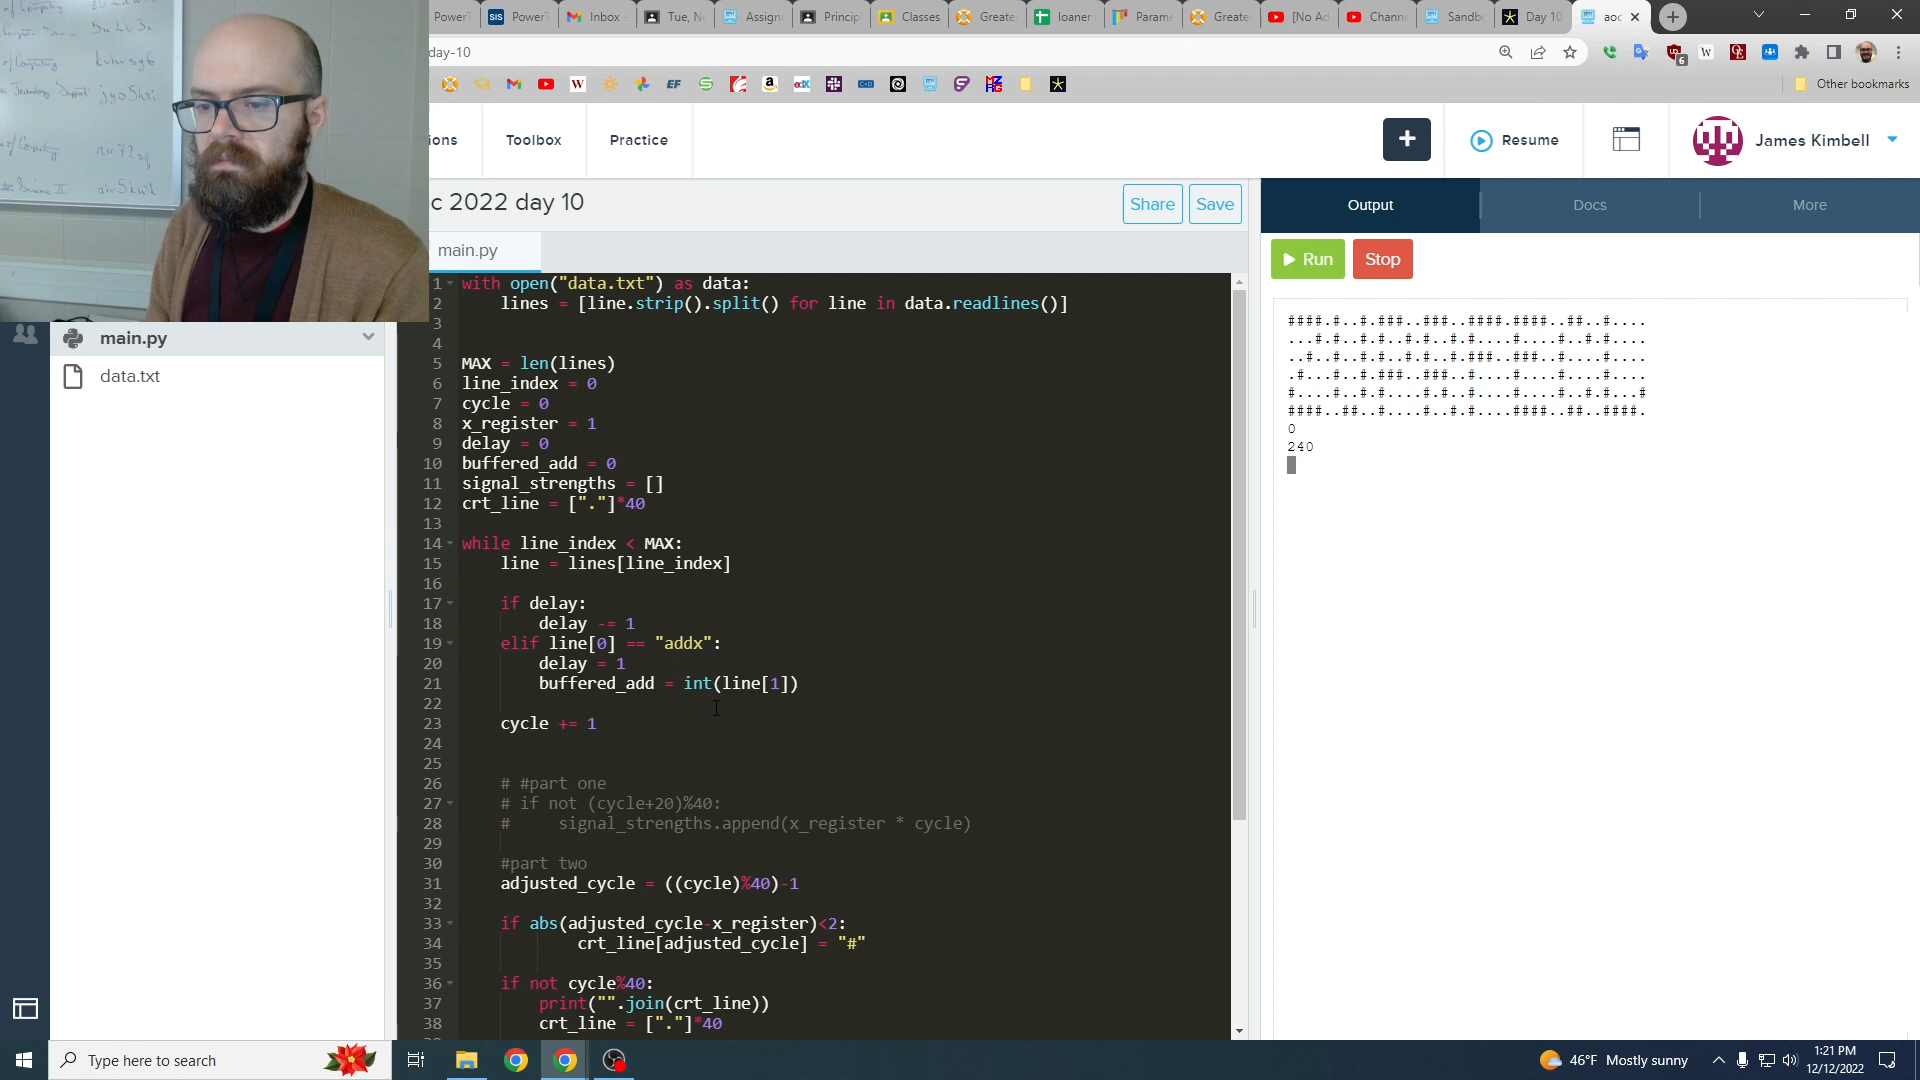 PowerT
PowerT
Inbox
Tue, N
Assign
Princip
Classes
Greate
loaner
Parame
Greate
[No Ad
Chann
Sandb
Day 10
aoc
day-10
Other bookmarks
ions
Toolbox
Practice
Resume
James Kimbell
c 2022 day 10
Share
Save
Output
Docs
More
main.py
Run
Stop
main.py
data.txt
1 with open("data.txt") as data:
2 lines = [line.strip().split() for line in data.readlines()]
3
4
5 MAX = len(lines)
6 line_index = 0
7 cycle = 0
8 x_register = 1
9 delay = 0
10 buffered_add = 0
11 signal_strengths = []
12 crt_line = ["."]*40
13
14 while line_index < MAX:
15 line = lines[line_index]
16
17 if delay:
18 delay -= 1
19 elif line[0] == "addx":
20 delay = 1
21 buffered_add = int(line[1])
22
23 cycle += 1
24
25
26 # #part one
27 # if not (cycle+20)%40:
28 # signal_strengths.append(x_register * cycle)
29
30 #part two
31 adjusted_cycle = ((cycle)%40)-1
32
33 if abs(adjusted_cycle-x_register)<2:
34 crt_line[adjusted_cycle] = "#"
35
36 if not cycle%40:
37 print("".join(crt_line))
38 crt_line = ["."]*40
####.#..#.###..###..####.####..##..#....
...#.#..#.#..#.#..#.#....#....#..#.#....
..#..#..#.#..#.#..#.###..###..#....#....
.#...#..#.###..###..#....#....#....#....
#....#..#.#....#.#..#....#....#..#.#...#
####..##..#....#..#.#....####..##..####.
0
240
Type here to search
46°F Mostly sunny
1:21 PM
12/12/2022